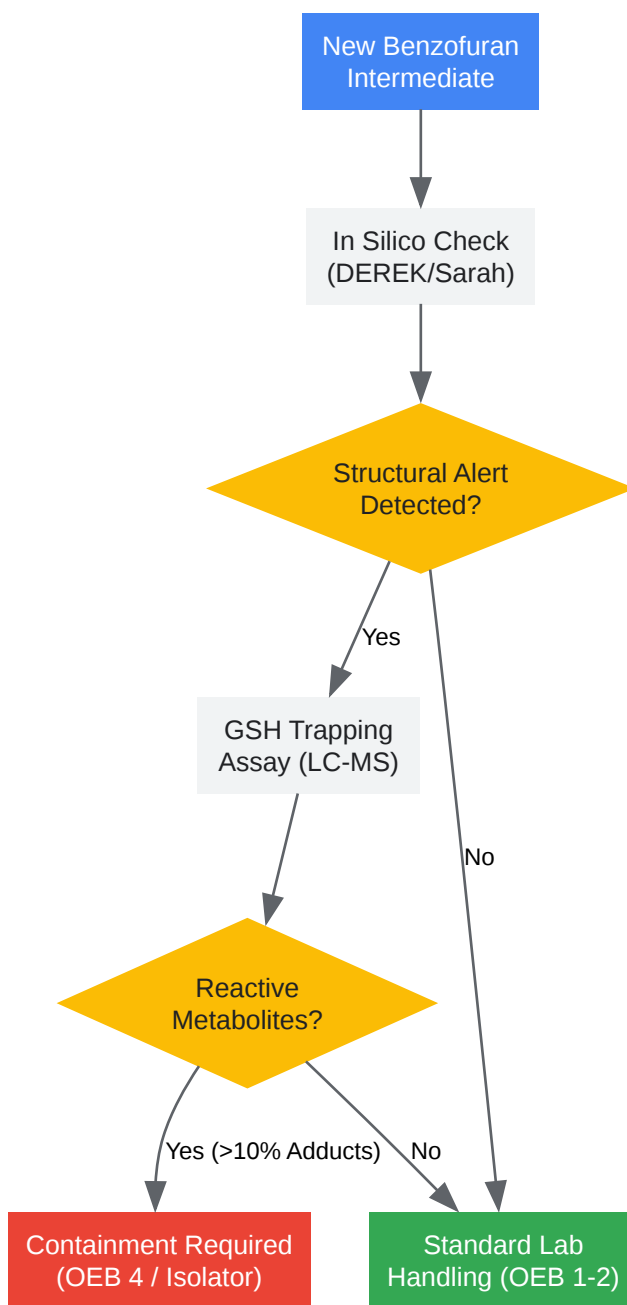 New Benzofuran
Intermediate
In Silico Check
(DEREK/Sarah)
Structural Alert
Detected?
Yes
GSH Trapping
Assay (LC-MS)
No
Reactive
Metabolites?
Yes (>10% Adducts)
No
Containment Required
(OEB 4 / Isolator)
Standard Lab
Handling (OEB 1-2)